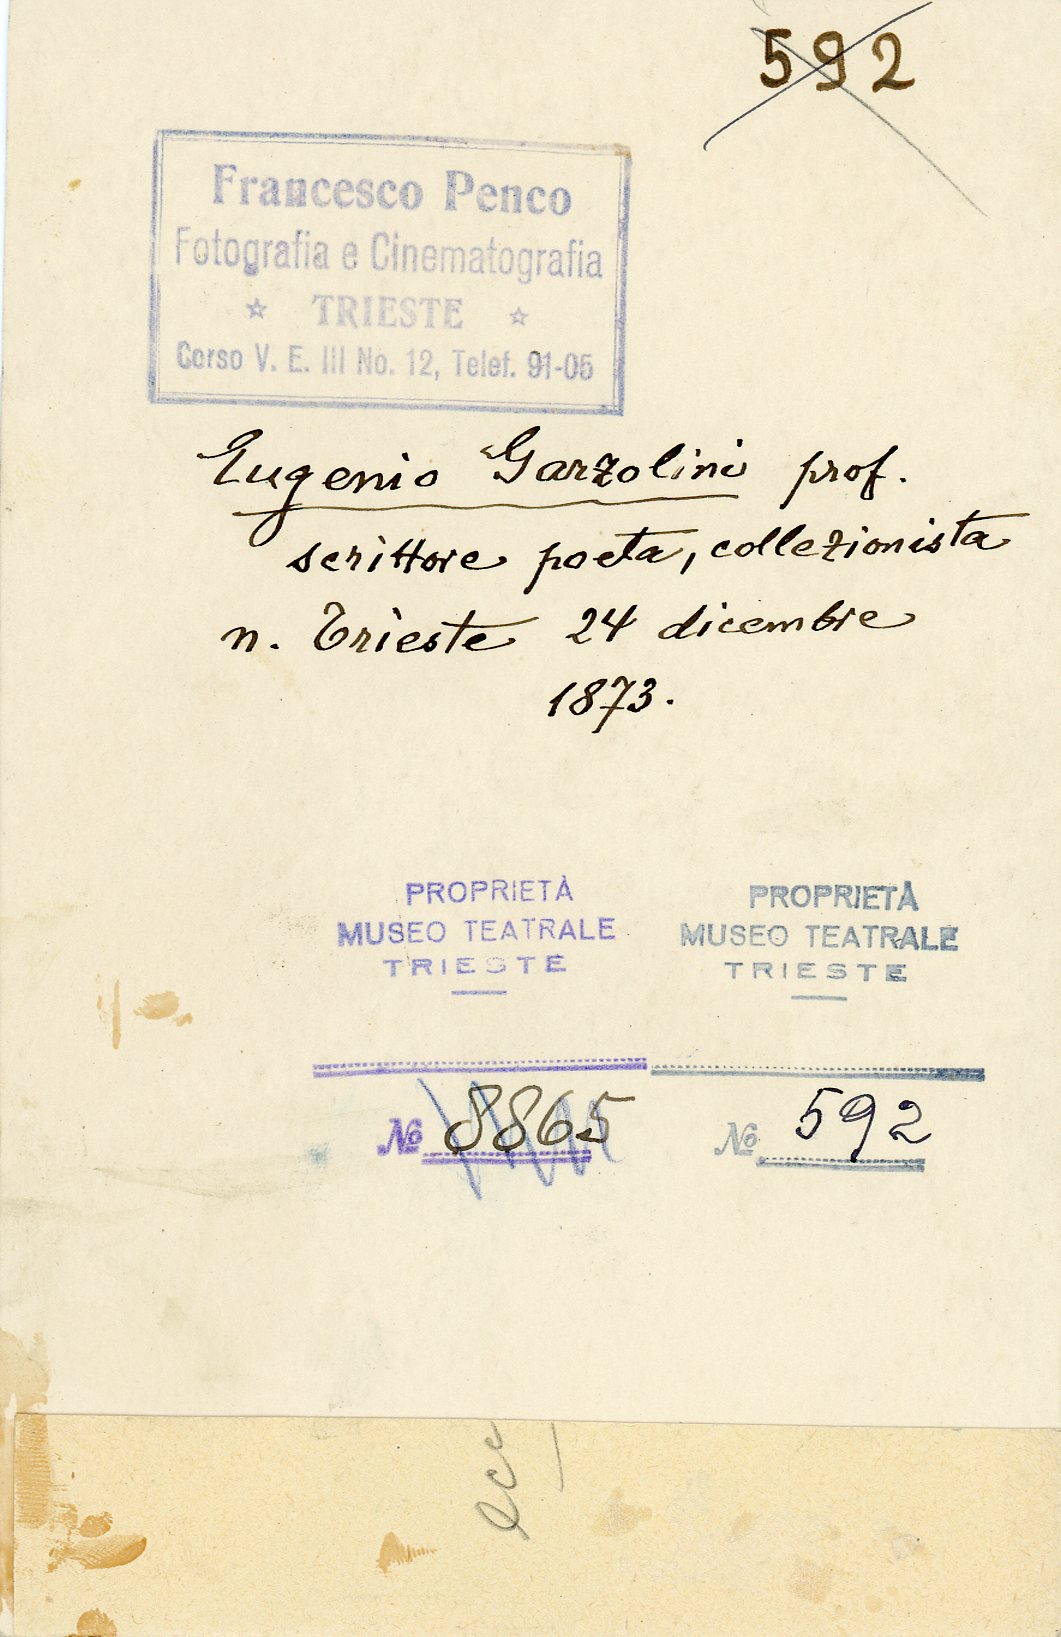 592
Francesco Penco
Fotografia e Cinematografia
☆ TRIESTE ☆
Corso V. E. III No. 12, Telef. 91-05
Eugenio Garzolini prof.
scrittore poeta, collezionista
n. Trieste 24 dicembre
1873.
PROPRIETÀ
MUSEO TEATRALE
TRIESTE
№ 8865
PROPRIETÀ
MUSEO TEATRALE
TRIESTE
№ 592